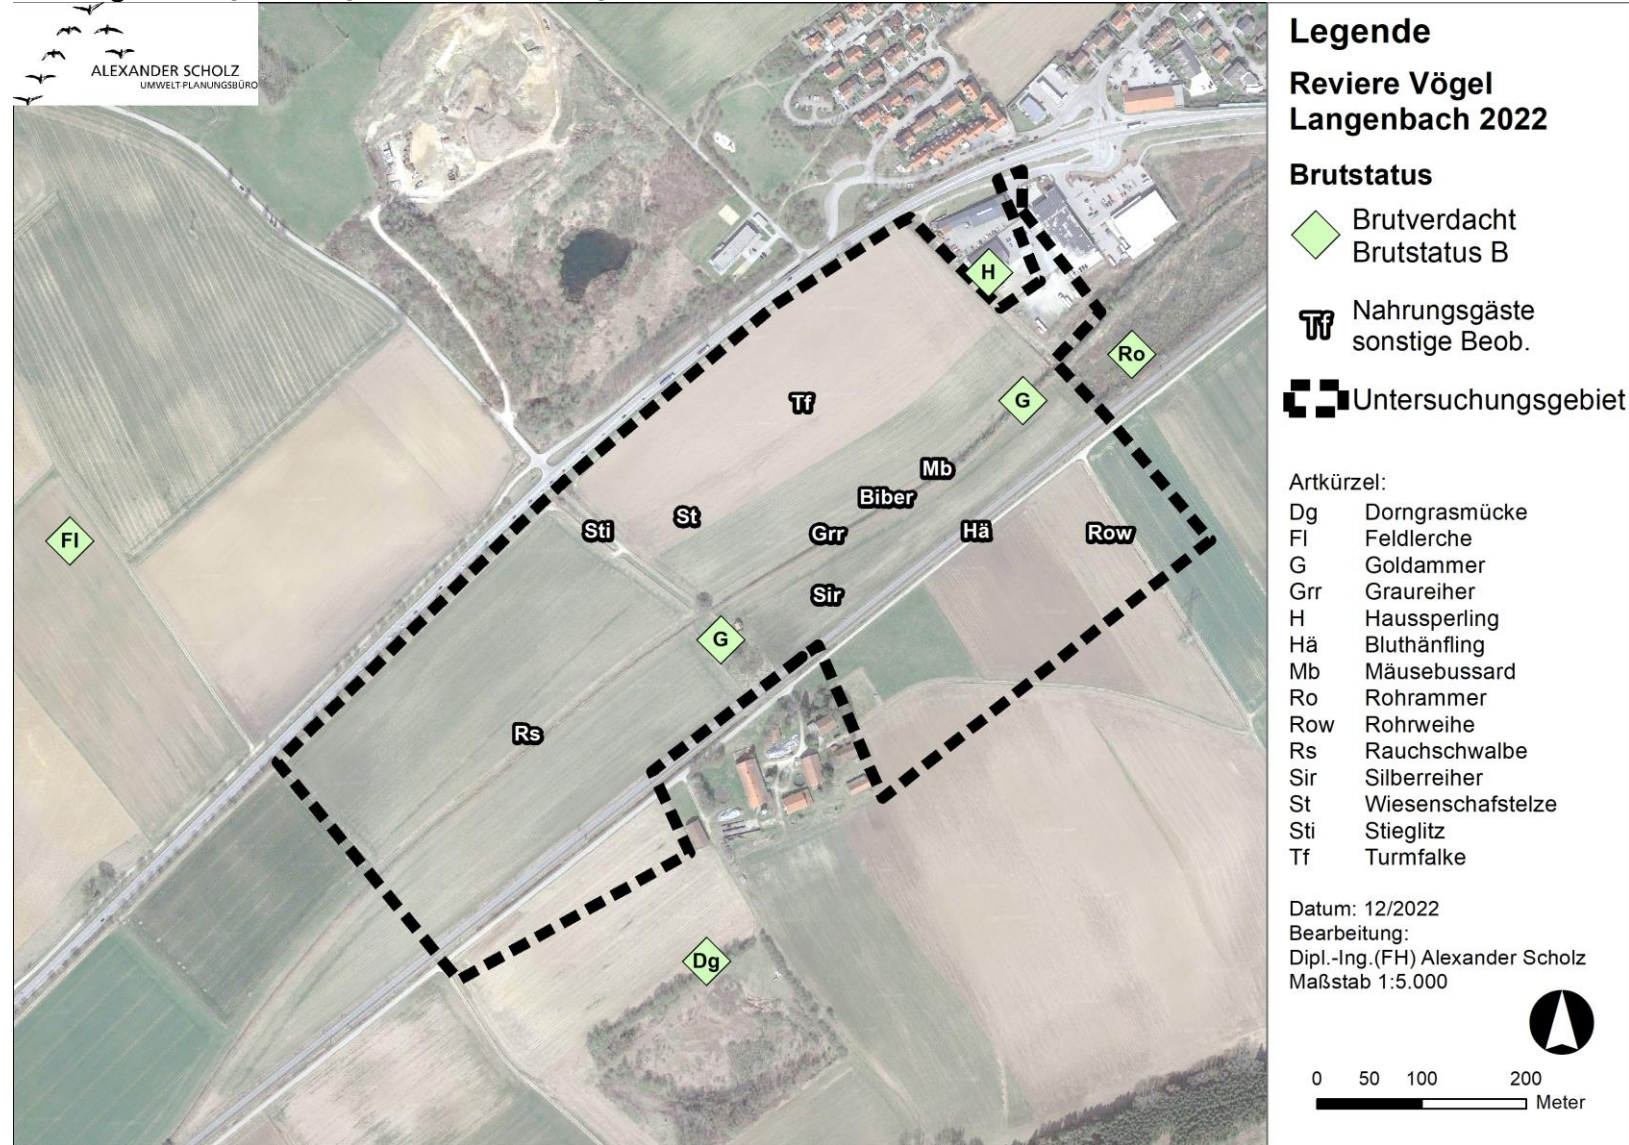 ALEXANDER SCHOLZ
UMWELT-PLANUNGSBÜRO
H
Ro
G
Tf
Mb
Biber
St
Sti
Grr
Hä
Row
Fl
Sir
G
Rs
Dg
Legende
Reviere Vögel
Langenbach 2022
Brutstatus
Brutverdacht
Brutstatus B
Tf
Nahrungsgäste
sonstige Beob.
Untersuchungsgebiet
Artkürzel:
Dg Dorngrasmücke
Fl Feldlerche
G Goldammer
Grr Graureiher
H Haussperling
Hä Bluthänfling
Mb Mäusebussard
Ro Rohrammer
Row Rohrweihe
Rs Rauchschwalbe
Sir Silberreiher
St Wiesenschafstelze
Sti Stieglitz
Tf Turmfalke
Datum: 12/2022
Bearbeitung:
Dipl.-Ing.(FH) Alexander Scholz
Maßstab 1:5.000
0 50 100 200
Meter